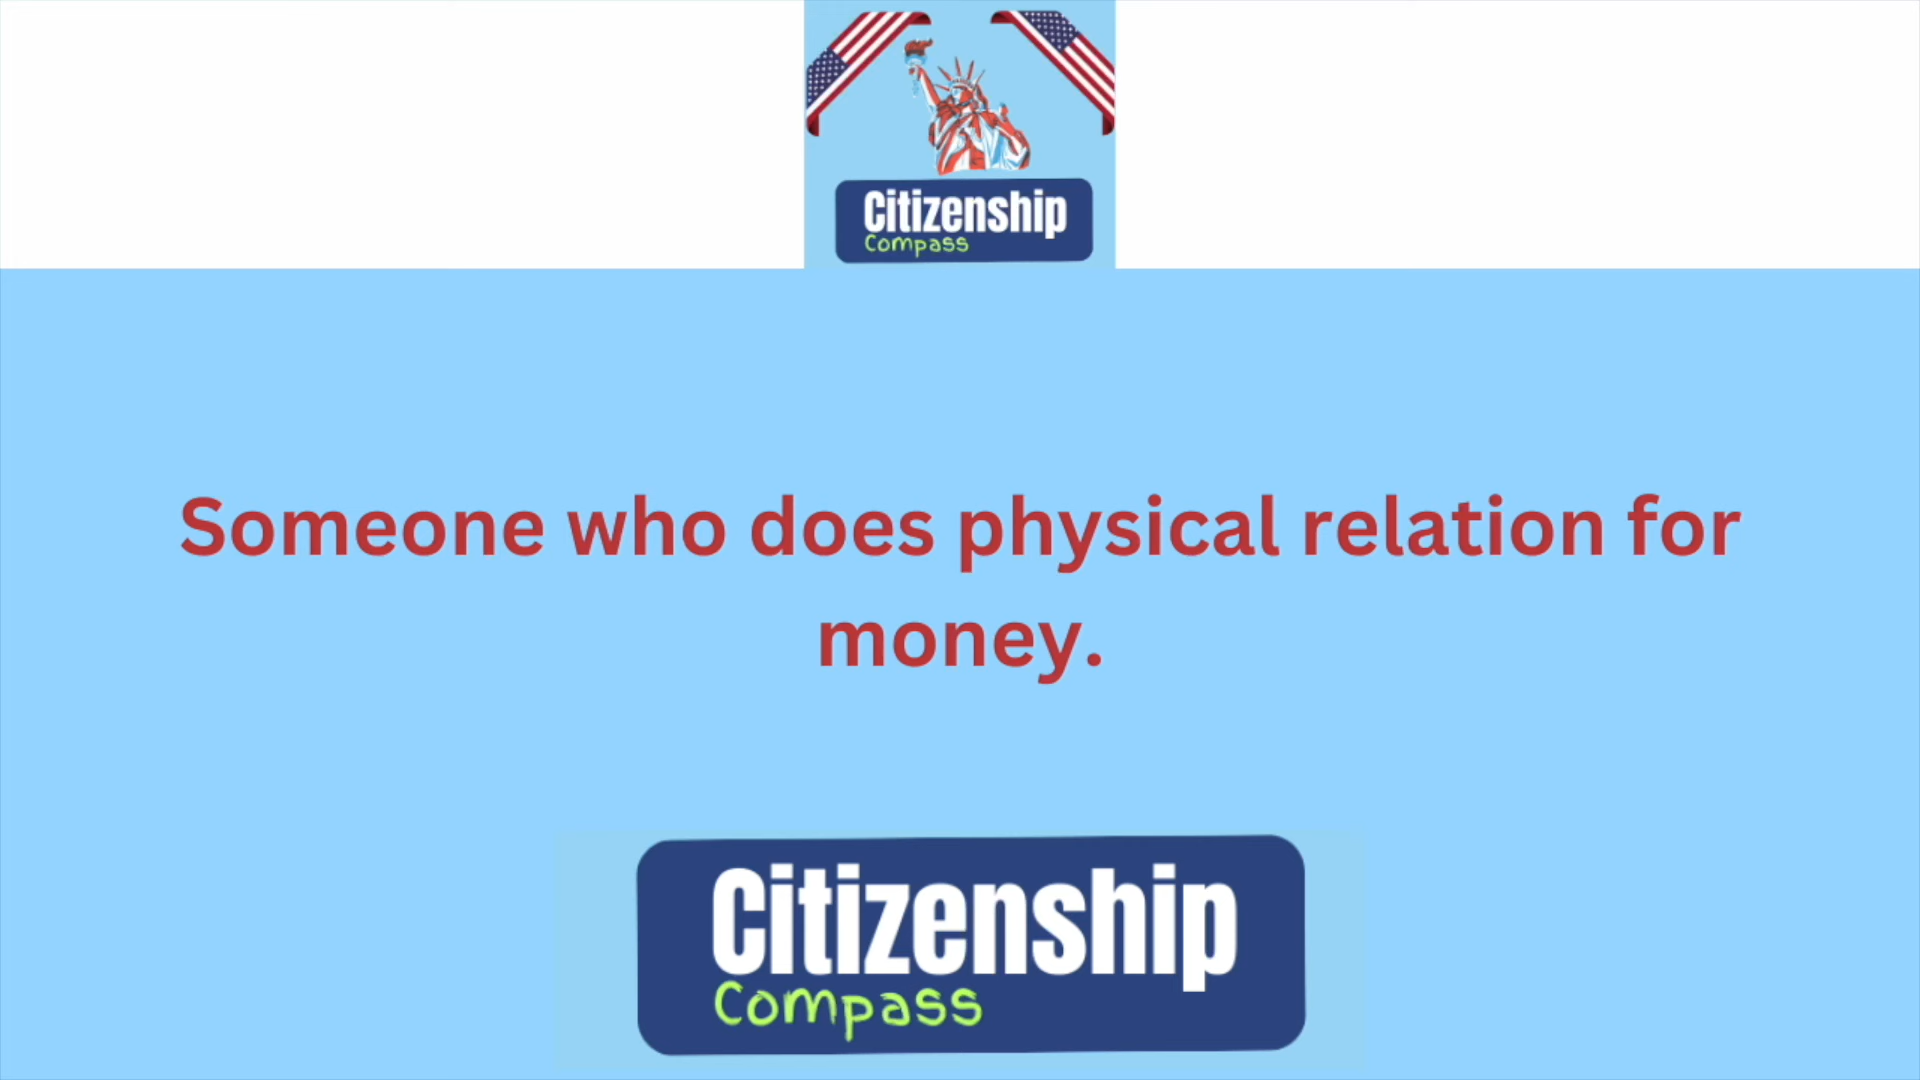 Citizenship
Compass
Someone who does physical relation for
money.
Citizenship
Compass